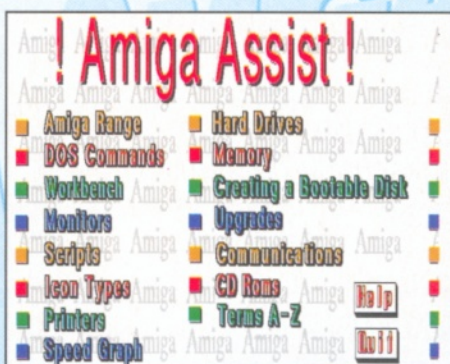 ! Amiga Assist !
Amiga Range
DOS Commands
Workbench
Monitors
Scripts
Icon Types
Printers
Speed Graph
Hard Drives
Memory
Creating a Bootable Disk
Upgrades
Communications
CD Roms
Terms A-Z
Help
Quit